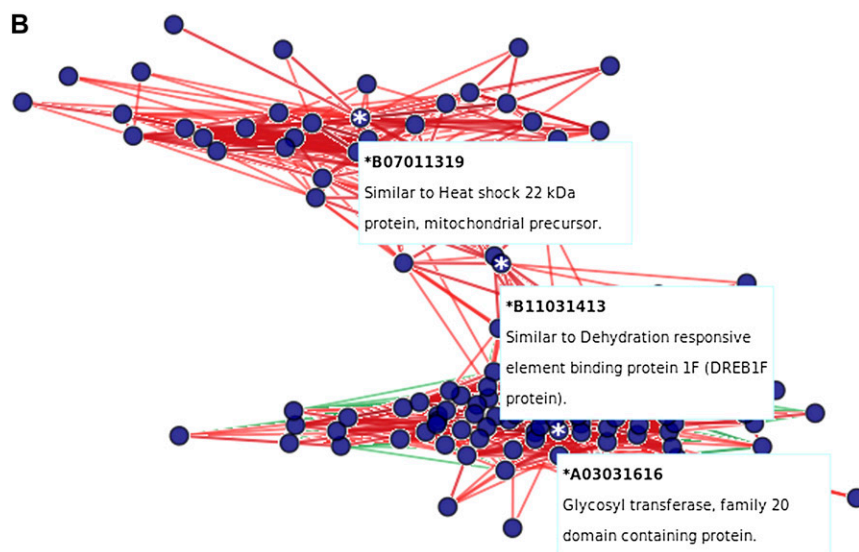 B
*B07011319
Similar to Heat shock 22 kDa
protein, mitochondrial precursor.
*B11031413
Similar to Dehydration responsive
element binding protein 1F (DREB1F
protein).
*A03031616
Glycosyl transferase, family 20
domain containing protein.